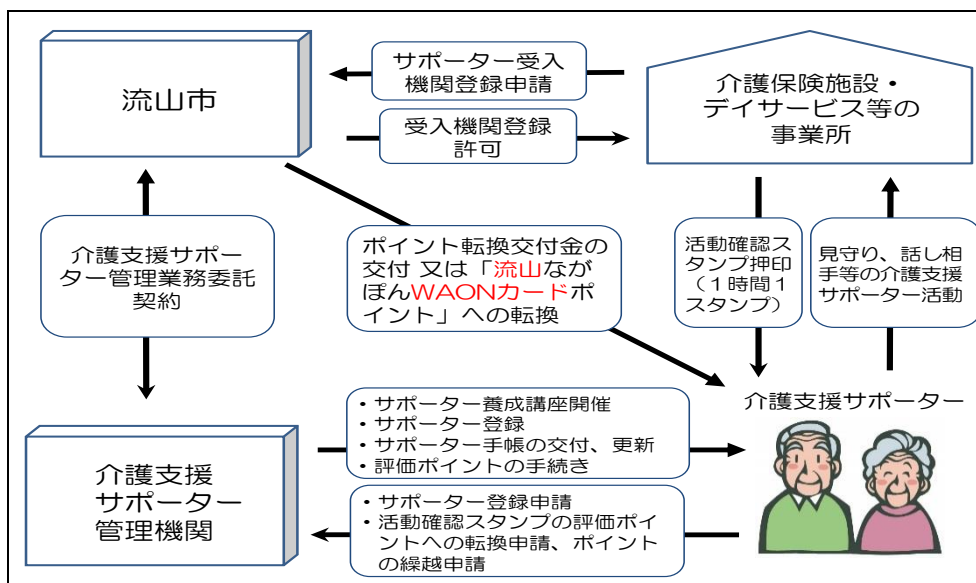 流山市
サポーター受入
機関登録申請
受入機関登録
許可
介護保険施設・
デイサービス等の
事業所
介護支援サポー
ター管理業務委託
契約
ポイント転換交付金の
交付 又は「流山なが
ぽんWAONカードポ
イント」への転換
活動確認ス
タンプ押印
（１時間１
スタンプ）
見守り、話し相
手等の介護支援
サポーター活動
介護支援サポーター
・サポーター養成講座開催
・サポーター登録
・サポーター手帳の交付、更新
・評価ポイントの手続き
介護支援
サポーター
管理機関
・サポーター登録申請
・活動確認スタンプの評価ポイ
ントへの転換申請、ポイント
の繰越申請